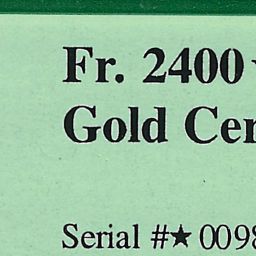 Fr. 2400★
Gold Cer
Serial #★0098